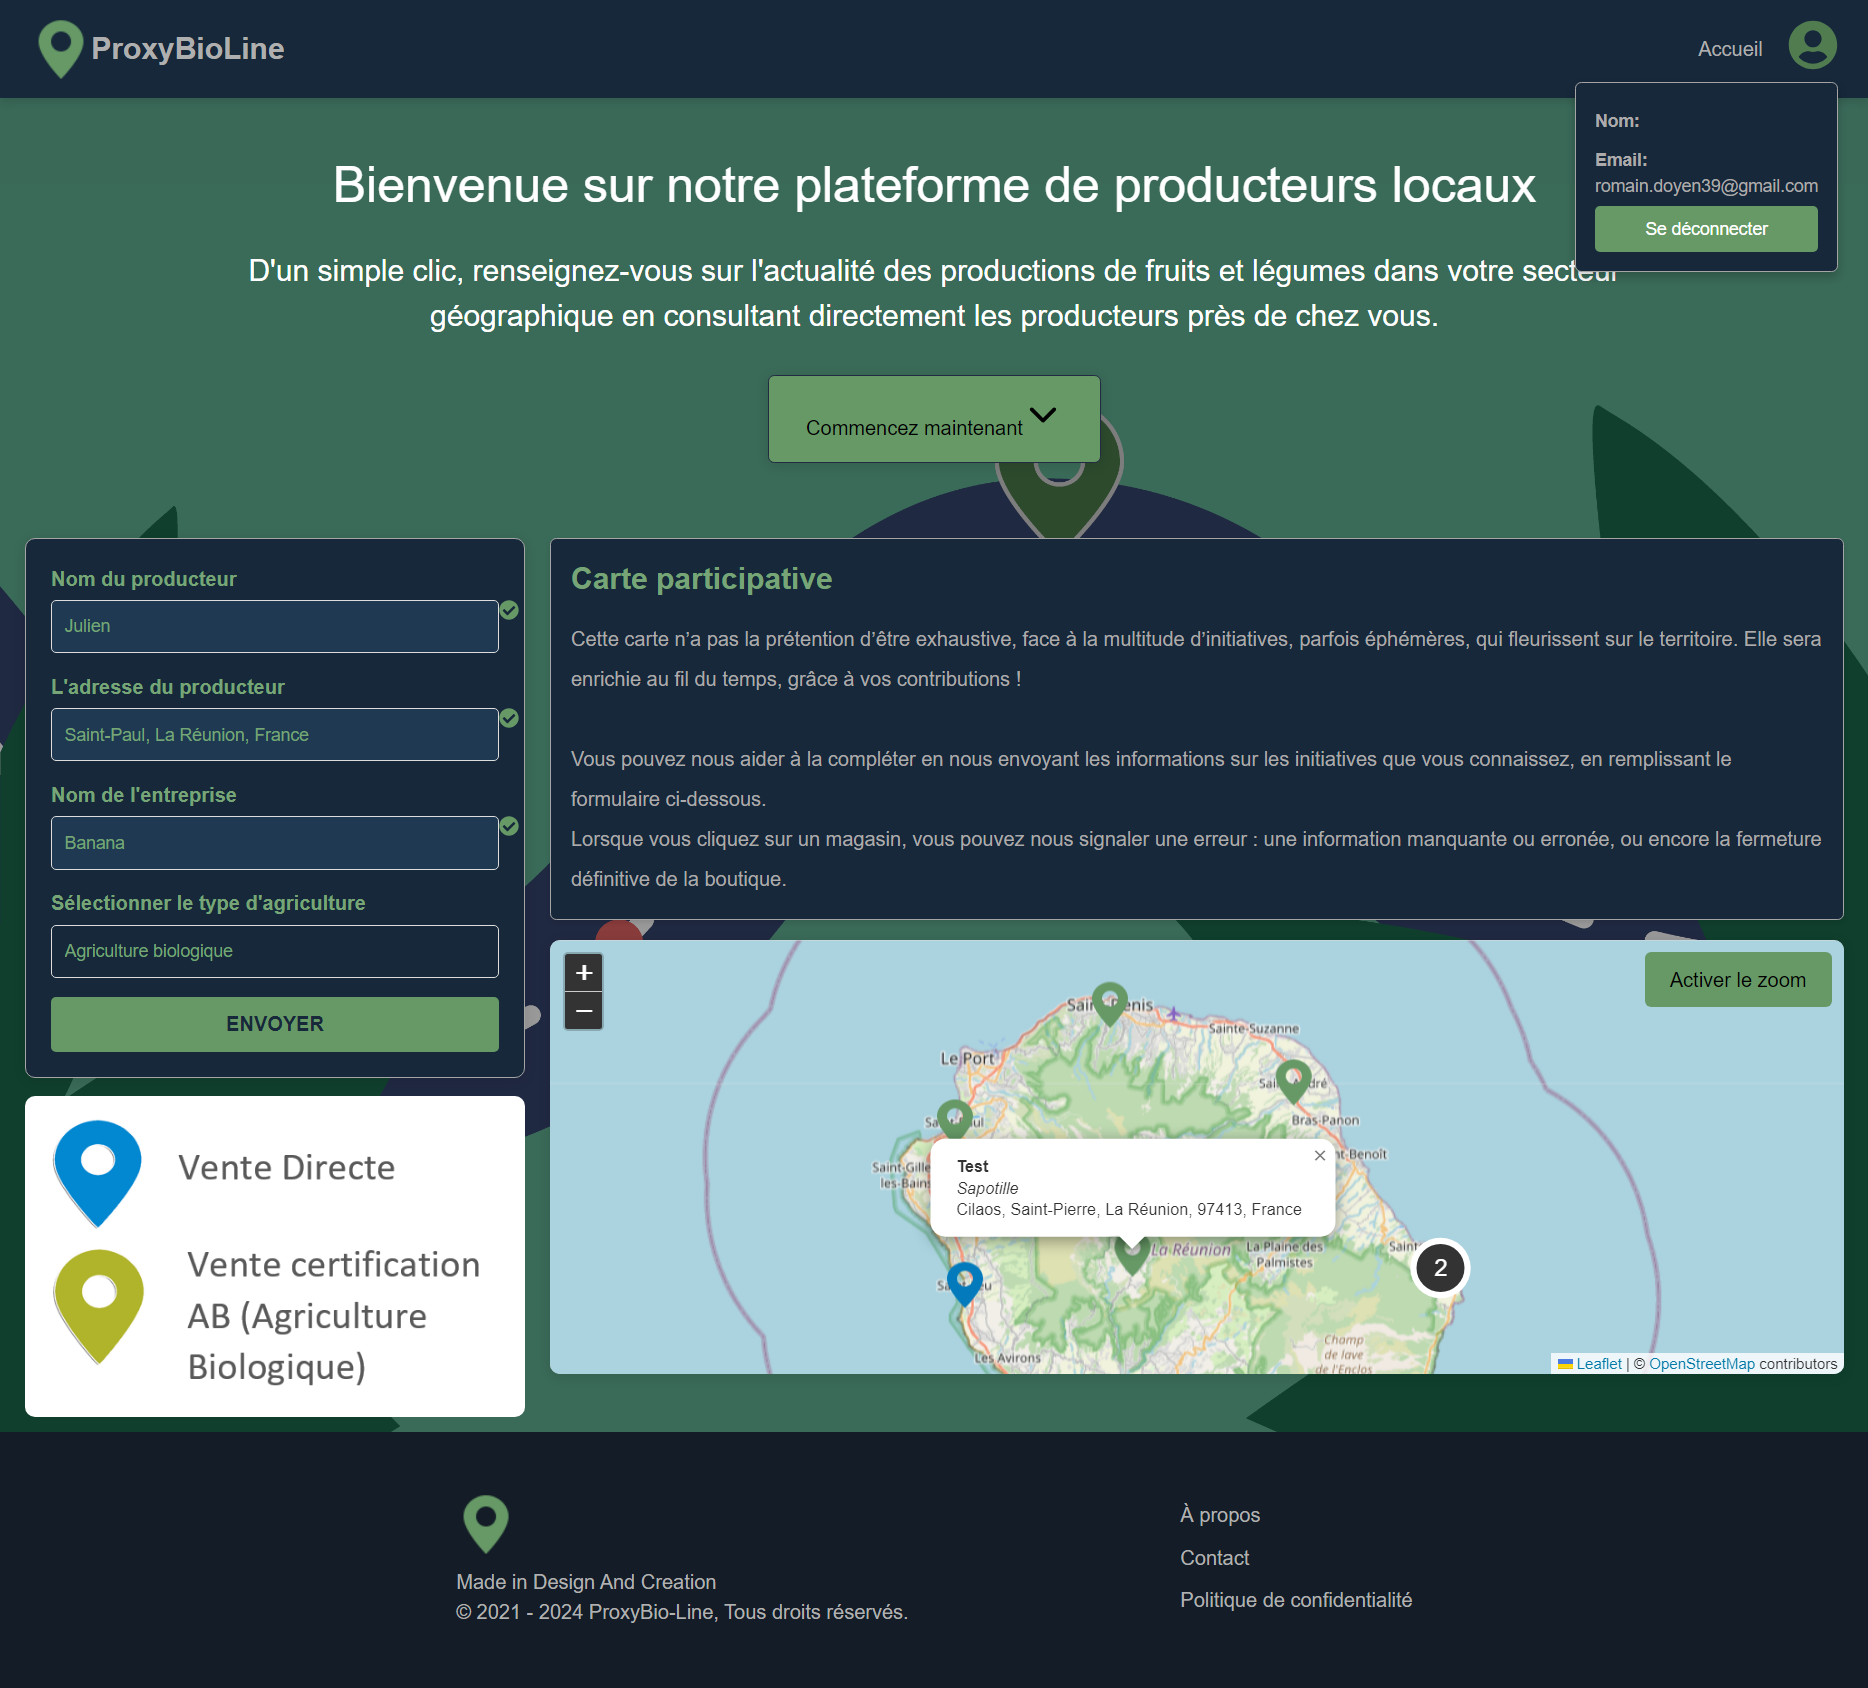 ProxyBioLine
Accueil
Nom:
Email:
romain.doyen39@gmail.com
Se déconnecter
Bienvenue sur notre plateforme de producteurs locaux
D'un simple clic, renseignez-vous sur l'actualité des productions de fruits et légumes dans votre secteur
géographique en consultant directement les producteurs près de chez vous.
Commencez maintenant
Nom du producteur
Julien
L'adresse du producteur
Saint-Paul, La Réunion, France
Nom de l'entreprise
Banana
Sélectionner le type d'agriculture
Agriculture biologique
ENVOYER
Vente Directe
Vente certification
AB (Agriculture
Biologique)
Carte participative
Cette carte n’a pas la prétention d’être exhaustive, face à la multitude d’initiatives, parfois éphémères, qui fleurissent sur le territoire. Elle sera
enrichie au fil du temps, grâce à vos contributions !
Vous pouvez nous aider à la compléter en nous envoyant les informations sur les initiatives que vous connaissez, en remplissant le
formulaire ci-dessous.
Lorsque vous cliquez sur un magasin, vous pouvez nous signaler une erreur : une information manquante ou erronée, ou encore la fermeture
définitive de la boutique.
+
−
Activer le zoom
Sainte-Suzanne
Le Port
Bras-Panon
Test
×
Sapotille
Cilaos, Saint-Pierre, La Réunion, 97413, France
La Réunion
La Plaine des
Palmistes
2
Les Avirons
Champ
de lave
de l'Enclos
Leaflet | © OpenStreetMap contributors
Made in Design And Creation
© 2021 - 2024 ProxyBio-Line, Tous droits réservés.
À propos
Contact
Politique de confidentialité